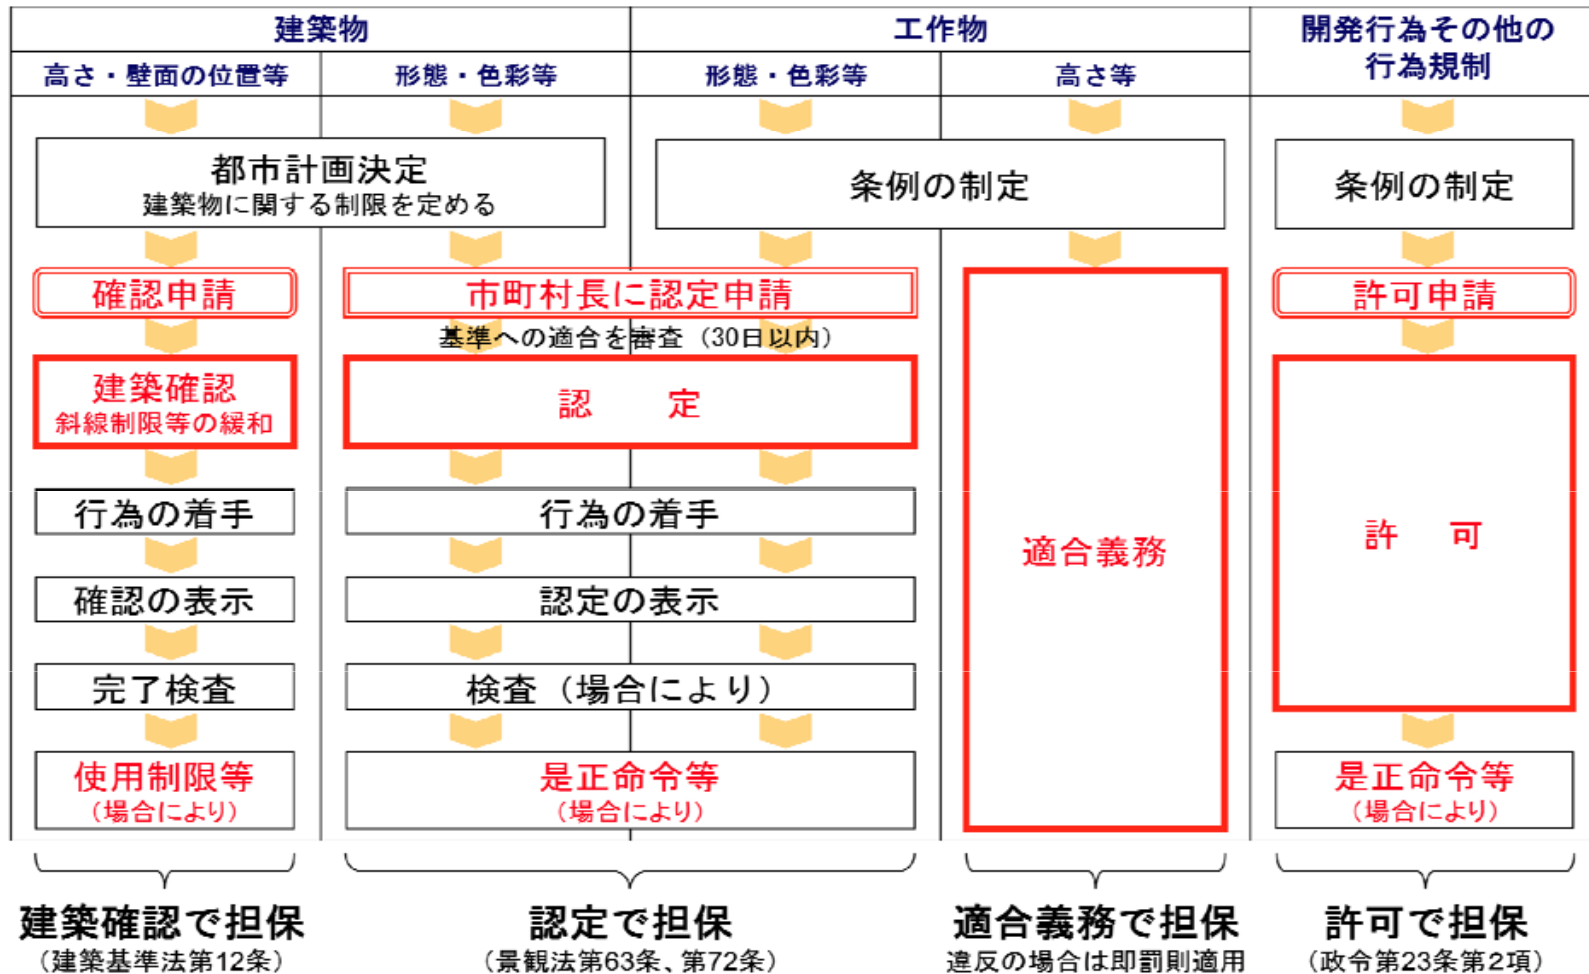 建築物
工作物
開発行為その他の
行為規制
高さ・壁面の位置等
形態・色彩等
形態・色彩等
高さ等
都市計画決定
建築物に関する制限を定める
条例の制定
条例の制定
確認申請
市町村長に認定申請
許可申請
基準への適合を審査（30日以内）
建築確認
斜線制限等の緩和
認　定
適合義務
許　可
行為の着手
行為の着手
確認の表示
認定の表示
完了検査
検査（場合により）
使用制限等
（場合により）
是正命令等
（場合により）
是正命令等
（場合により）
建築確認で担保
（建築基準法第12条）
認定で担保
（景観法第63条、第72条）
適合義務で担保
違反の場合は即罰則適用
許可で担保
（政令第23条第2項）